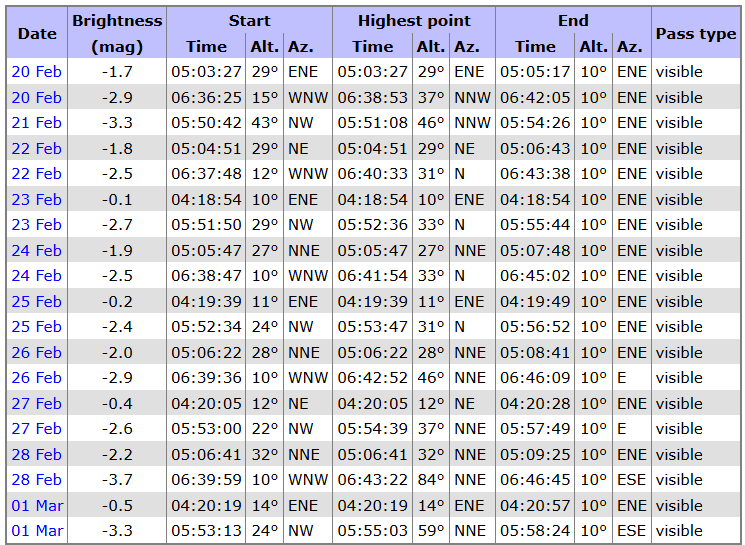 Date Brightness Start Highest point End Pass type
(mag) Time Alt. Az. Time Alt. Az. Time Alt. Az.
20 Feb -1.7 05:03:27 29° ENE 05:03:27 29° ENE 05:05:17 10° ENE visible
20 Feb -2.9 06:36:25 15° WNW 06:38:53 37° NNW 06:42:05 10° ENE visible
21 Feb -3.3 05:50:42 43° NW 05:51:08 46° NNW 05:54:26 10° ENE visible
22 Feb -1.8 05:04:51 29° NE 05:04:51 29° NE 05:06:43 10° ENE visible
22 Feb -2.5 06:37:48 12° WNW 06:40:33 31° N 06:43:38 10° ENE visible
23 Feb -0.1 04:18:54 10° ENE 04:18:54 10° ENE 04:18:54 10° ENE visible
23 Feb -2.7 05:51:50 29° NW 05:52:36 33° N 05:55:44 10° ENE visible
24 Feb -1.9 05:05:47 27° NNE 05:05:47 27° NNE 05:07:48 10° ENE visible
24 Feb -2.5 06:38:47 10° WNW 06:41:54 33° N 06:45:02 10° ENE visible
25 Feb -0.2 04:19:39 11° ENE 04:19:39 11° ENE 04:19:49 10° ENE visible
25 Feb -2.4 05:52:34 24° NW 05:53:47 31° N 05:56:52 10° ENE visible
26 Feb -2.0 05:06:22 28° NNE 05:06:22 28° NNE 05:08:41 10° ENE visible
26 Feb -2.9 06:39:36 10° WNW 06:42:52 46° NNE 06:46:09 10° E visible
27 Feb -0.4 04:20:05 12° NE 04:20:05 12° NE 04:20:28 10° ENE visible
27 Feb -2.6 05:53:00 22° NW 05:54:39 37° NNE 05:57:49 10° E visible
28 Feb -2.2 05:06:41 32° NNE 05:06:41 32° NNE 05:09:25 10° ENE visible
28 Feb -3.7 06:39:59 10° WNW 06:43:22 84° NNE 06:46:45 10° ESE visible
01 Mar -0.5 04:20:19 14° ENE 04:20:19 14° ENE 04:20:57 10° ENE visible
01 Mar -3.3 05:53:13 24° NW 05:55:03 59° NNE 05:58:24 10° ESE visible